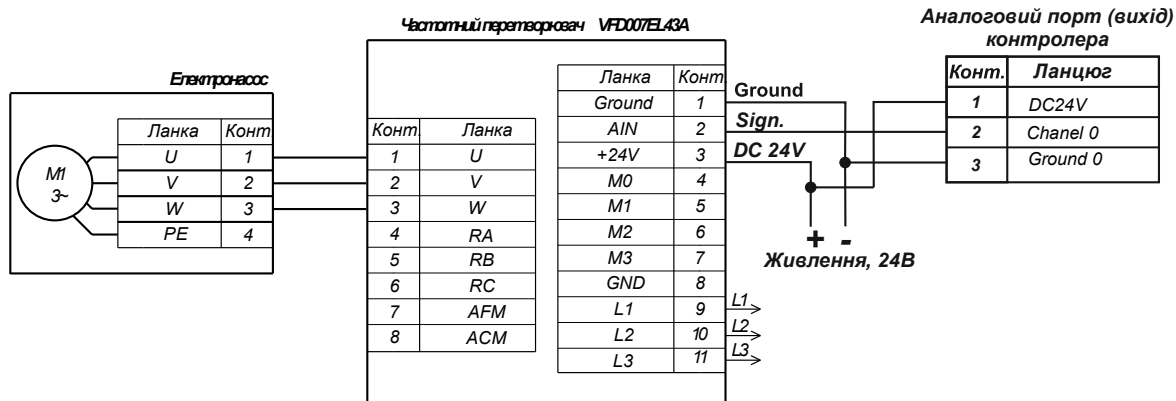 Частотний перетворювач VFD007EL43A
Аналоговий порт (вихід)
контролера
Електронасос
M1
3~
Ланка Конт.
U 1
V 2
W 3
PE 4
Конт. Ланка
1 U
2 V
3 W
4 RA
5 RB
6 RC
7 AFM
8 ACM
Ланка Конт.
Ground 1
AIN 2
+24V 3
M0 4
M1 5
M2 6
M3 7
GND 8
L1 9
L2 10
L3 11
Ground
Sign.
DC 24V
L1
L2
L3
+ -
Живлення, 24В
Конт. Ланцюг
1 DC24V
2 Chanel 0
3 Ground 0